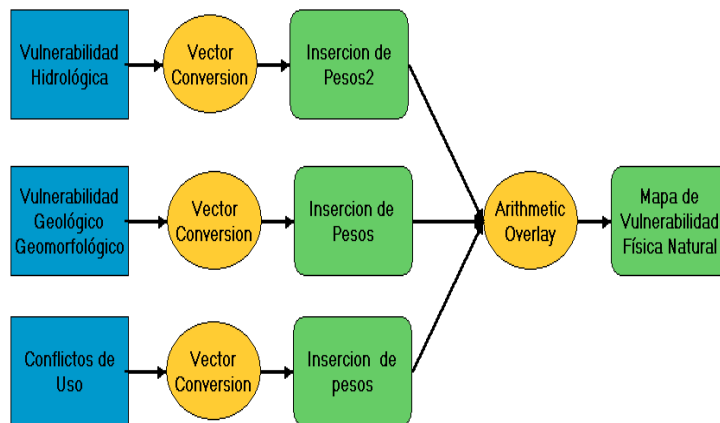 Vulnerabilidad
Hidrológica
Vector
Conversion
Insercion de
Pesos2
Vulnerabilidad
Geológico
Geomorfológico
Vector
Conversion
Insercion de
Pesos
Arithmetic
Overlay
Mapa de
Vulnerabilidad
Física Natural
Conflictos de
Uso
Vector
Conversion
Insercion de
pesos